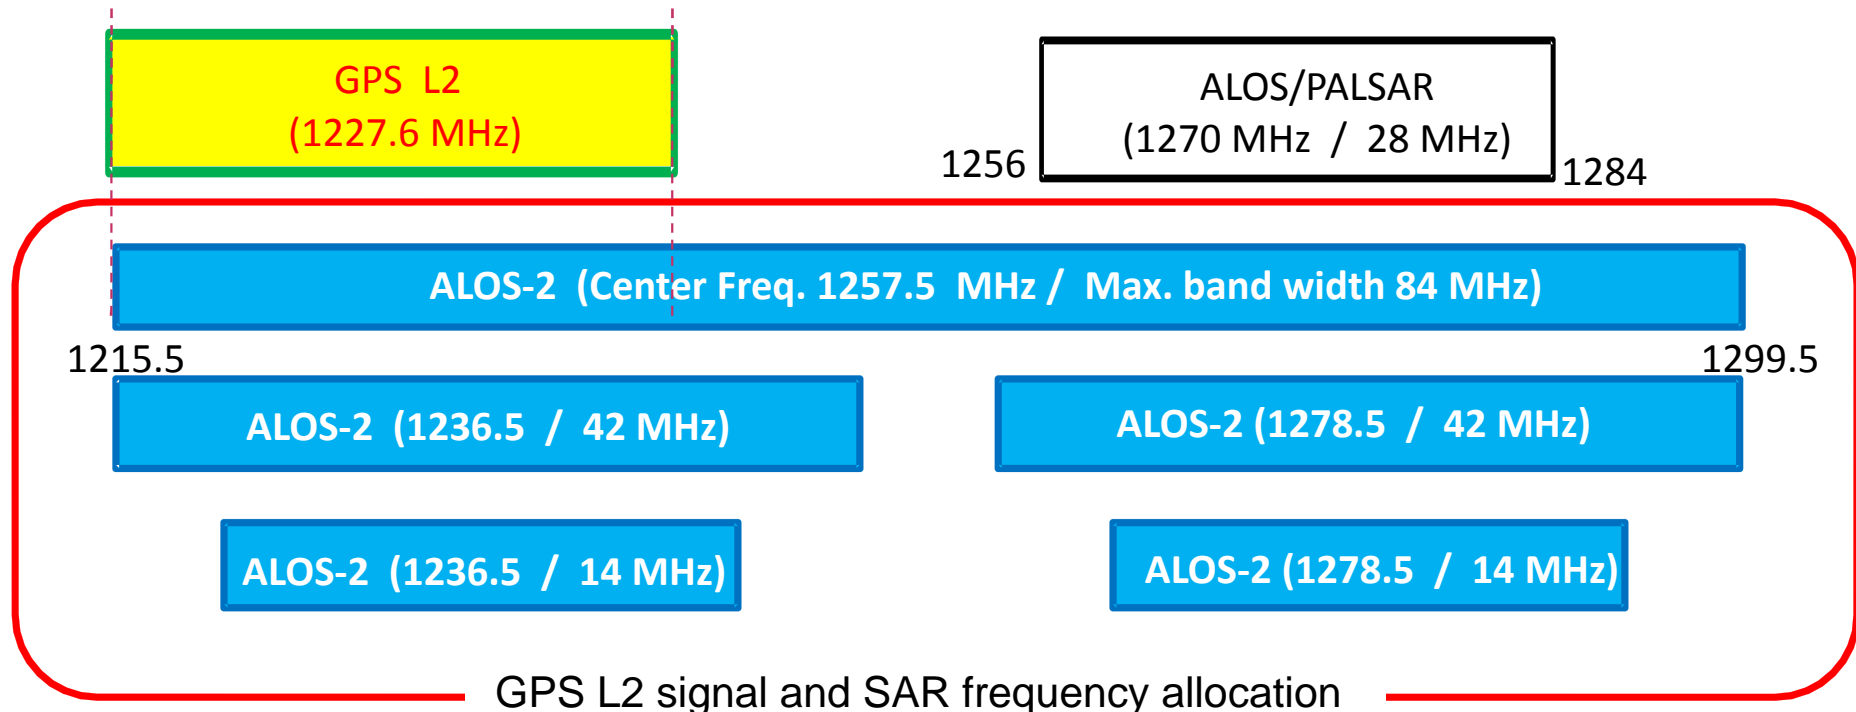 GPS L2
(1227.6 MHz)
ALOS/PALSAR
(1270 MHz / 28 MHz)
1256
1284
ALOS-2 (Center Freq. 1257.5 MHz / Max. band width 84 MHz)
1215.5
1299.5
ALOS-2 (1236.5 / 42 MHz)
ALOS-2 (1278.5 / 42 MHz)
ALOS-2 (1236.5 / 14 MHz)
ALOS-2 (1278.5 / 14 MHz)
GPS L2 signal and SAR frequency allocation